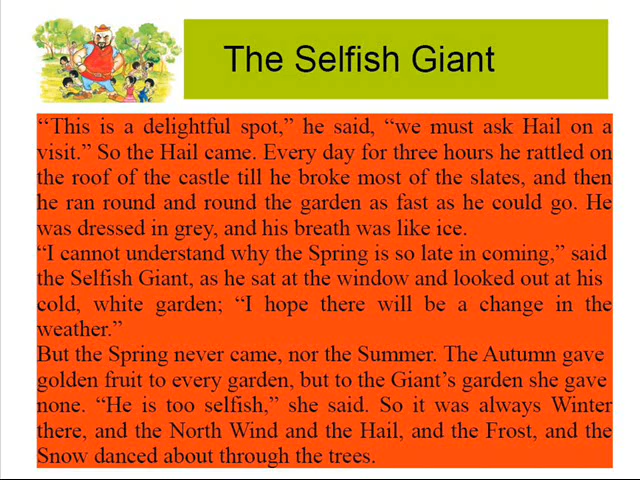 The Selfish Giant
“This is a delightful spot,” he said, “we must ask Hail on a
visit.” So the Hail came. Every day for three hours he rattled on
the roof of the castle till he broke most of the slates, and then
he ran round and round the garden as fast as he could go. He
was dressed in grey, and his breath was like ice.
“I cannot understand why the Spring is so late in coming,” said
the Selfish Giant, as he sat at the window and looked out at his
cold, white garden; “I hope there will be a change in the
weather.”
But the Spring never came, nor the Summer. The Autumn gave
golden fruit to every garden, but to the Giant’s garden she gave
none. “He is too selfish,” she said. So it was always Winter
there, and the North Wind and the Hail, and the Frost, and the
Snow danced about through the trees.